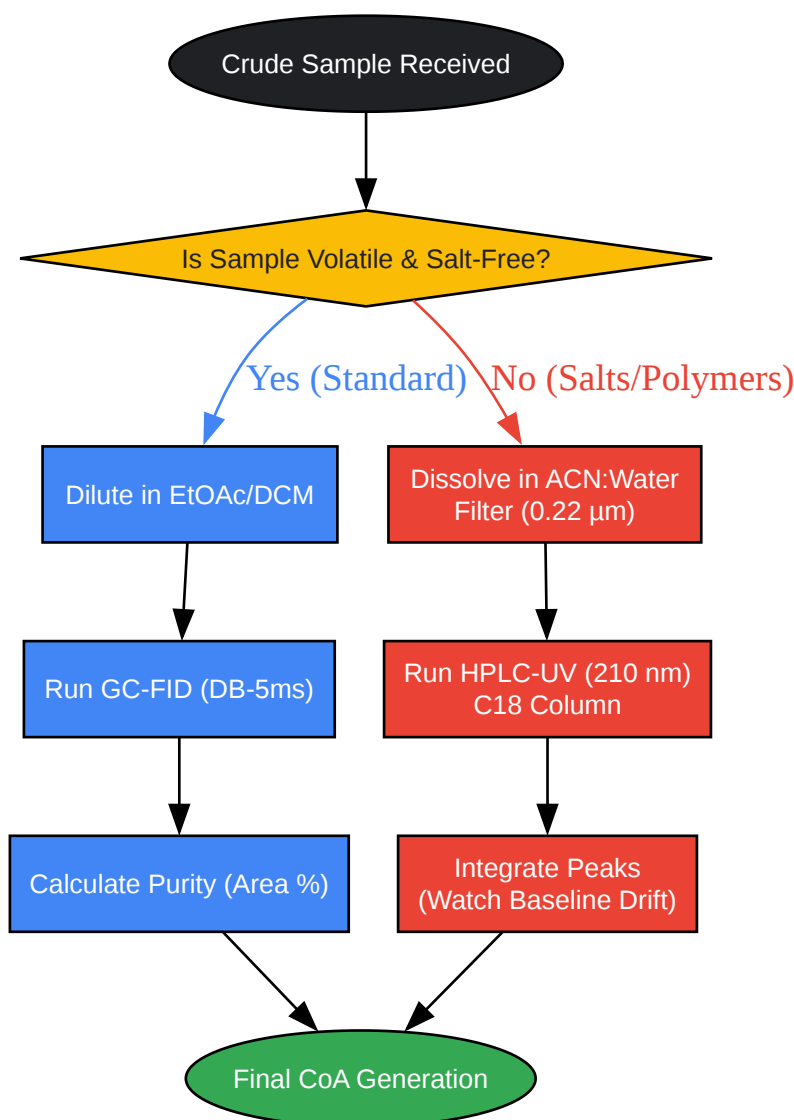 Crude Sample Received
Is Sample Volatile & Salt-Free?
Yes (Standard)
No (Salts/Polymers)
Dilute in EtOAc/DCM
Dissolve in ACN:Water
Filter (0.22 µm)
Run GC-FID (DB-5ms)
Run HPLC-UV (210 nm)
C18 Column
Calculate Purity (Area %)
Integrate Peaks
(Watch Baseline Drift)
Final CoA Generation